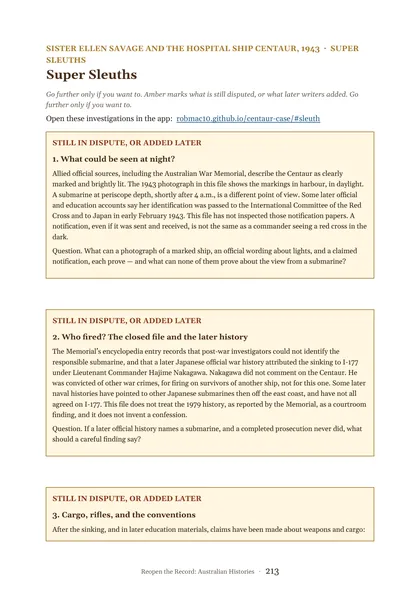 SISTER ELLEN SAVAGE AND THE HOSPITAL SHIP CENTAUR, 1943 · SUPER
SLEUTHS
Super Sleuths
Go further only if you want to. Amber marks what is still disputed, or what later writers added. Go
further only if you want to.
Open these investigations in the app: robmac10.github.io/centaur-case/#sleuth
STILL IN DISPUTE, OR ADDED LATER
1. What could be seen at night?
Allied official sources, including the Australian War Memorial, describe the Centaur as clearly
marked and brightly lit. The 1943 photograph in this file shows the markings in harbour, in daylight.
A submarine at periscope depth, shortly after 4 a.m., is a different point of view. Some later official
and education accounts say her identification was passed to the International Committee of the Red
Cross and to Japan in early February 1943. This file has not inspected those notification papers. A
notification, even if it was sent and received, is not the same as a commander seeing a red cross in the
dark.
Question. What can a photograph of a marked ship, an official wording about lights, and a claimed
notification, each prove — and what can none of them prove about the view from a submarine?
STILL IN DISPUTE, OR ADDED LATER
2. Who fired? The closed file and the later history
The Memorial's encyclopedia entry records that post-war investigators could not identify the
responsible submarine, and that a later Japanese official war history attributed the sinking to I-177
under Lieutenant Commander Hajime Nakagawa. Nakagawa did not comment on the Centaur. He
was convicted of other war crimes, for firing on survivors of another ship, not for this one. Some later
naval histories have pointed to other Japanese submarines then off the east coast, and have not all
agreed on I-177. This file does not treat the 1979 history, as reported by the Memorial, as a courtroom
finding, and it does not invent a confession.
Question. If a later official history names a submarine, and a completed prosecution never did, what
should a careful finding say?
STILL IN DISPUTE, OR ADDED LATER
3. Cargo, rifles, and the conventions
After the sinking, and in later education materials, claims have been made about weapons and cargo:
Reopen the Record: Australian Histories · 213